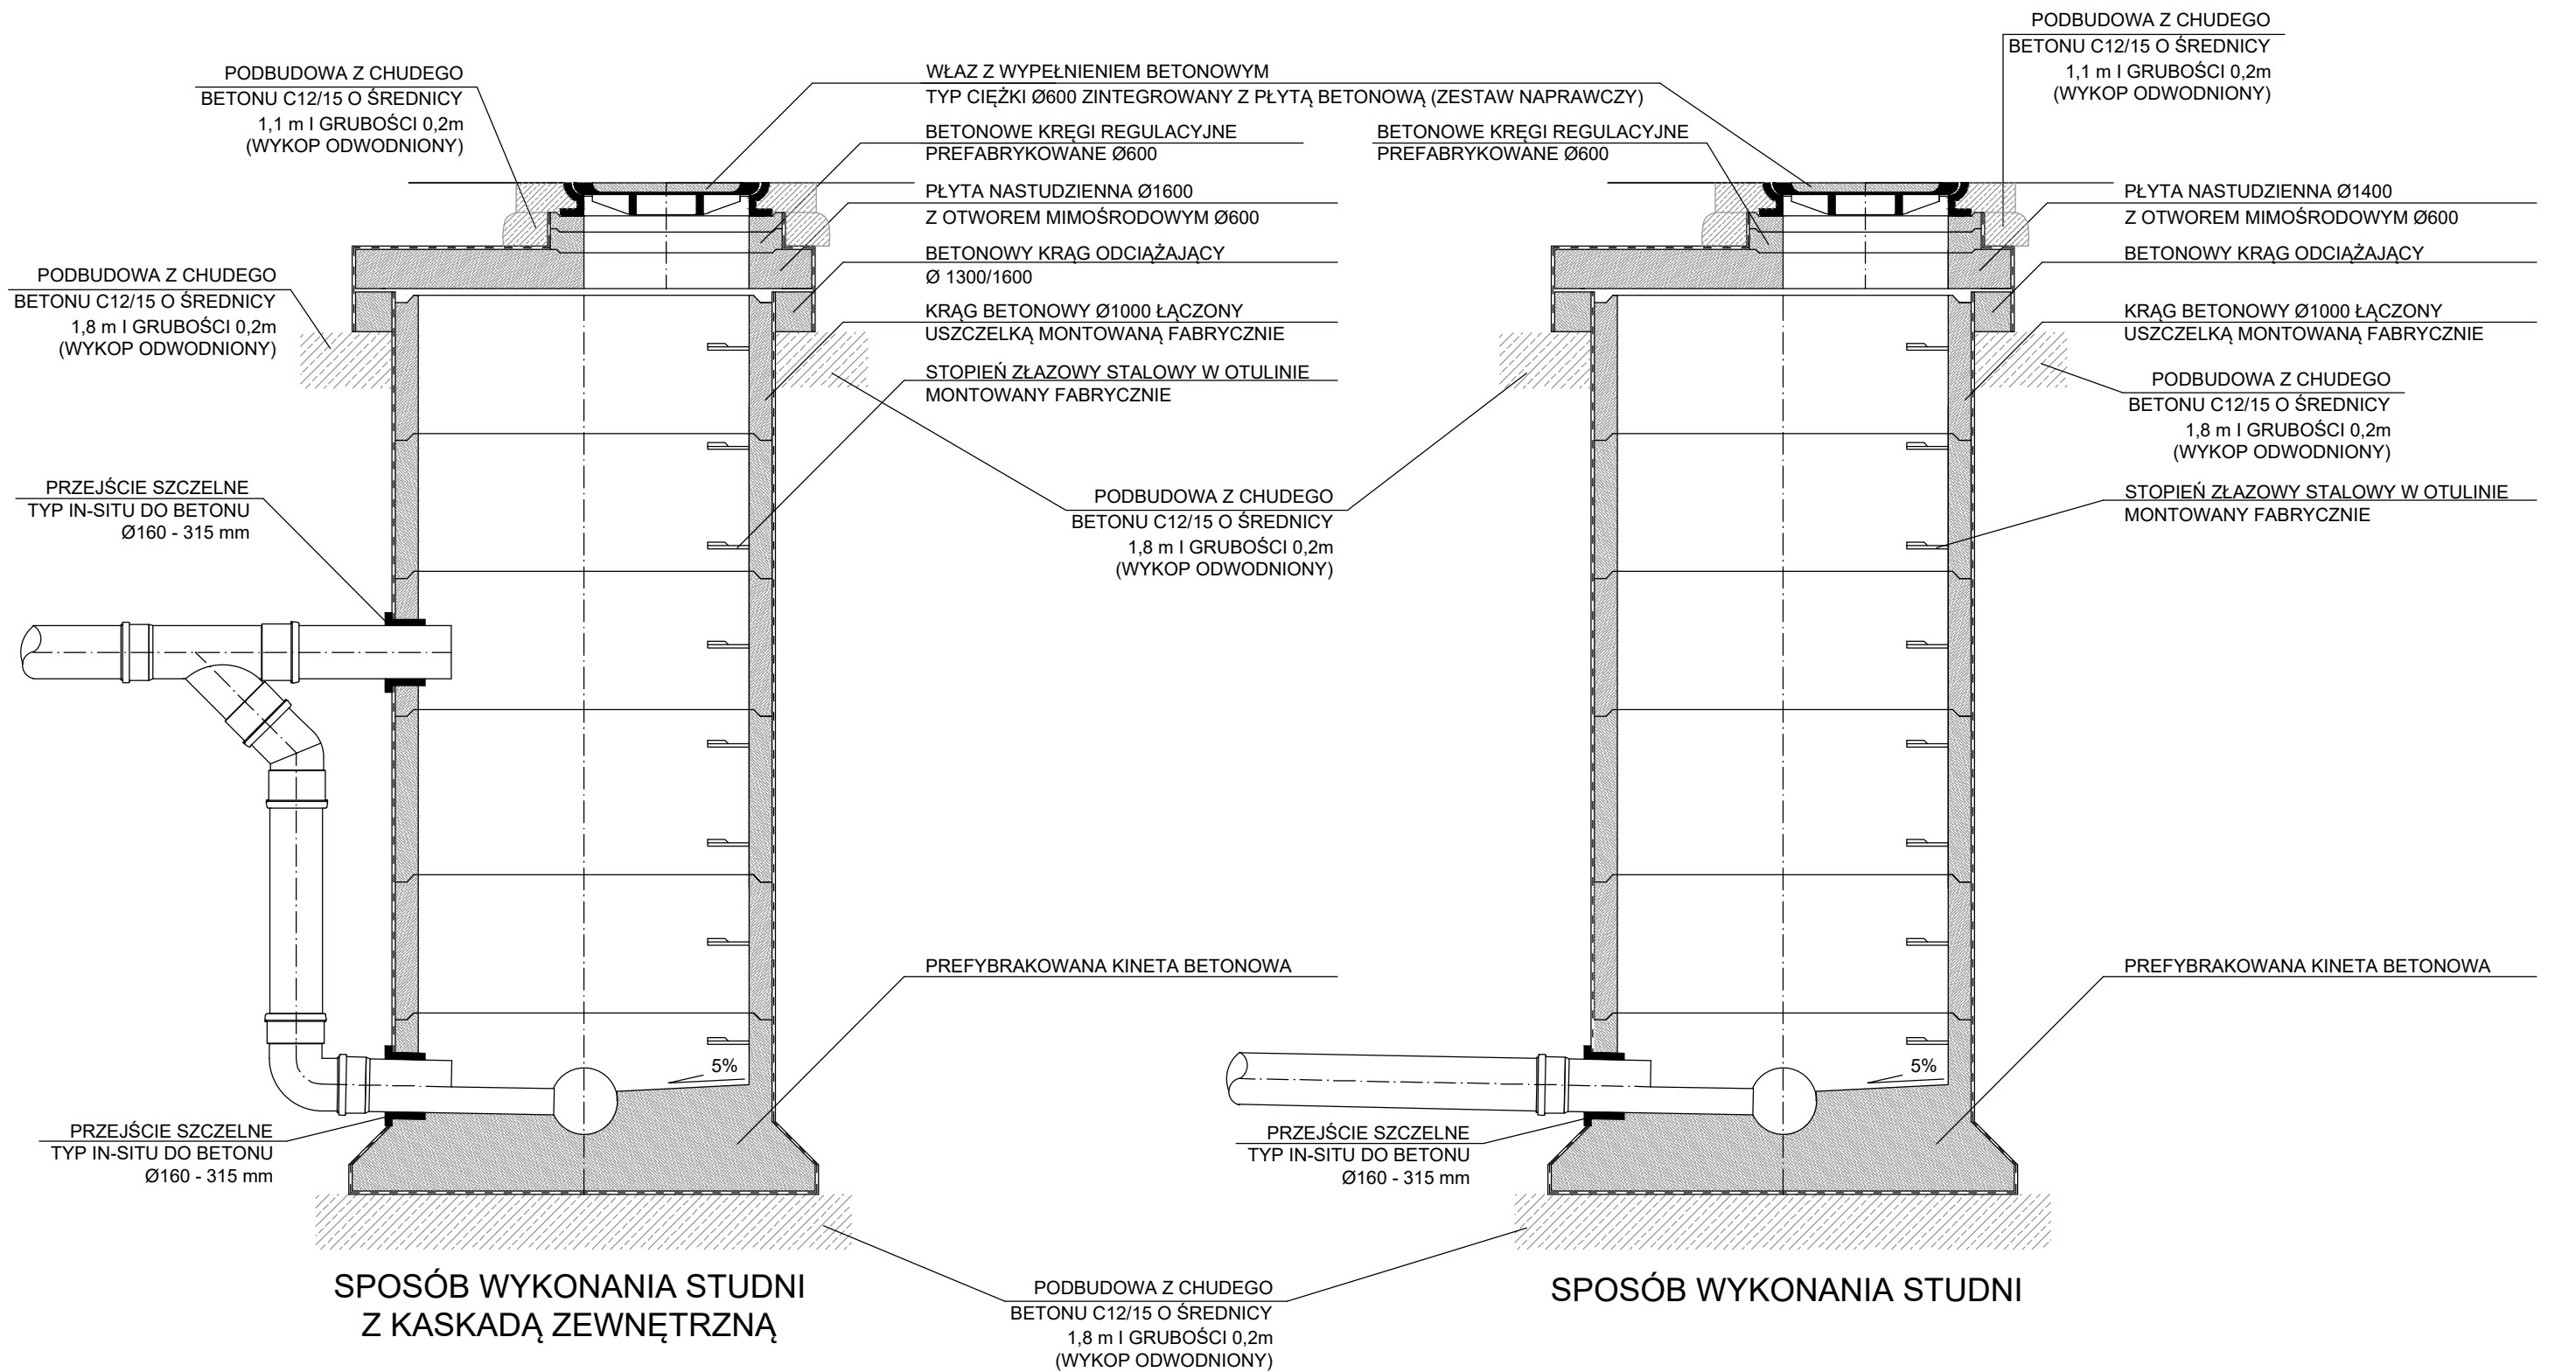 PODBUDOWA Z CHUDEGO
BETONU C12/15 O ŚREDNICY
1,1 m I GRUBOŚCI 0,2m
(WYKOP ODWODNIONY)
PODBUDOWA Z CHUDEGO
BETONU C12/15 O ŚREDNICY
1,8 m I GRUBOŚCI 0,2m
(WYKOP ODWODNIONY)
PRZEJŚCIE SZCZELNE
TYP IN-SITU DO BETONU
Ø160 - 315 mm
PRZEJŚCIE SZCZELNE
TYP IN-SITU DO BETONU
Ø160 - 315 mm
5%
WŁAZ Z WYPEŁNIENIEM BETONOWYM
TYP CIĘŻKI Ø600 ZINTEGROWANY Z PŁYTĄ BETONOWĄ (ZESTAW NAPRAWCZY)
BETONOWE KRĘGI REGULACYJNE
PREFABRYKOWANE Ø600
PŁYTA NASTUDZIENNA Ø1600
Z OTWOREM MIMOŚRODOWYM Ø600
BETONOWY KRĄG ODCIĄŻAJĄCY
Ø 1300/1600
KRĄG BETONOWY Ø1000 ŁĄCZONY
USZCZELKĄ MONTOWANĄ FABRYCZNIE
STOPIEŃ ZŁAZOWY STALOWY W OTULINIE
MONTOWANY FABRYCZNIE
PODBUDOWA Z CHUDEGO
BETONU C12/15 O ŚREDNICY
1,8 m I GRUBOŚCI 0,2m
(WYKOP ODWODNIONY)
PREFYBRAKOWANA KINETA BETONOWA
SPOSÓB WYKONANIA STUDNI
Z KASKADĄ ZEWNĘTRZNĄ
PODBUDOWA Z CHUDEGO
BETONU C12/15 O ŚREDNICY
1,8 m I GRUBOŚCI 0,2m
(WYKOP ODWODNIONY)
BETONOWE KRĘGI REGULACYJNE
PREFABRYKOWANE Ø600
PODBUDOWA Z CHUDEGO
BETONU C12/15 O ŚREDNICY
1,1 m I GRUBOŚCI 0,2m
(WYKOP ODWODNIONY)
PŁYTA NASTUDZIENNA Ø1400
Z OTWOREM MIMOŚRODOWYM Ø600
BETONOWY KRĄG ODCIĄŻAJĄCY
KRĄG BETONOWY Ø1000 ŁĄCZONY
USZCZELKĄ MONTOWANĄ FABRYCZNIE
PODBUDOWA Z CHUDEGO
BETONU C12/15 O ŚREDNICY
1,8 m I GRUBOŚCI 0,2m
(WYKOP ODWODNIONY)
STOPIEŃ ZŁAZOWY STALOWY W OTULINIE
MONTOWANY FABRYCZNIE
PREFYBRAKOWANA KINETA BETONOWA
5%
PRZEJŚCIE SZCZELNE
TYP IN-SITU DO BETONU
Ø160 - 315 mm
SPOSÓB WYKONANIA STUDNI